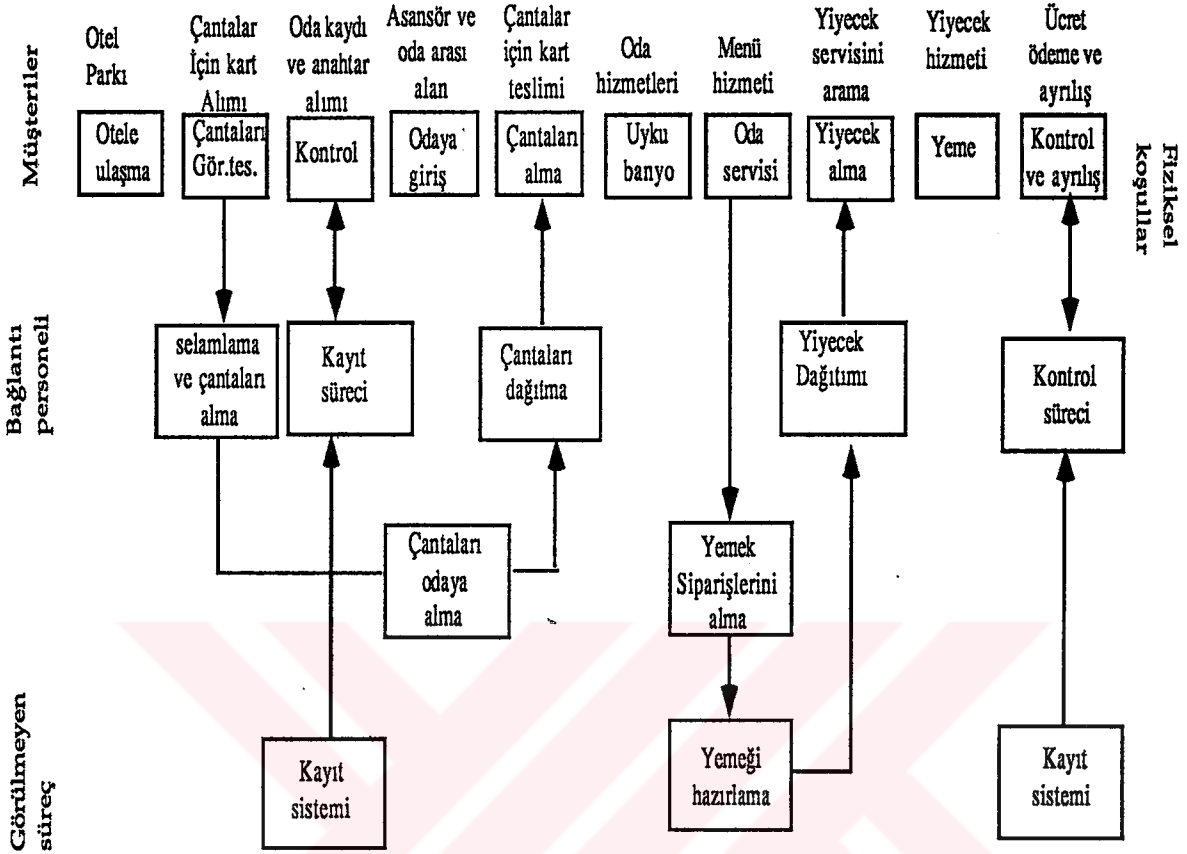 Müşteriler
Otel
Parkı
Çantalar
İçin kart
Alımı
Oda kaydı
ve anahtar
alımı
Asansör ve
oda arası
alan
Çantalar
için kart
teslimi
Oda
hizmetleri
Menü
hizmeti
Yiyecek
servisini
arama
Yiyecek
hizmeti
Ücret
ödeme ve
ayrılış
Otele
ulaşma
Çantaları
Gör.tes.
Kontrol
Odaya
giriş
Çantaları
alma
Uyku
banyo
Oda
servisi
Yiyecek
alma
Yeme
Kontrol
ve ayrılış
Fiziksel
koşullar
Bağlantı
personeli
selamlama
ve çantaları
alma
Kayıt
süreci
Çantaları
dağıtma
Yiyecek
Dağıtımı
Kontrol
süreci
Çantaları
odaya
alma
Yemek
Siparişlerini
alma
Görülmeyen
süreç
Kayıt
sistemi
Yemeği
hazırlama
Kayıt
sistemi